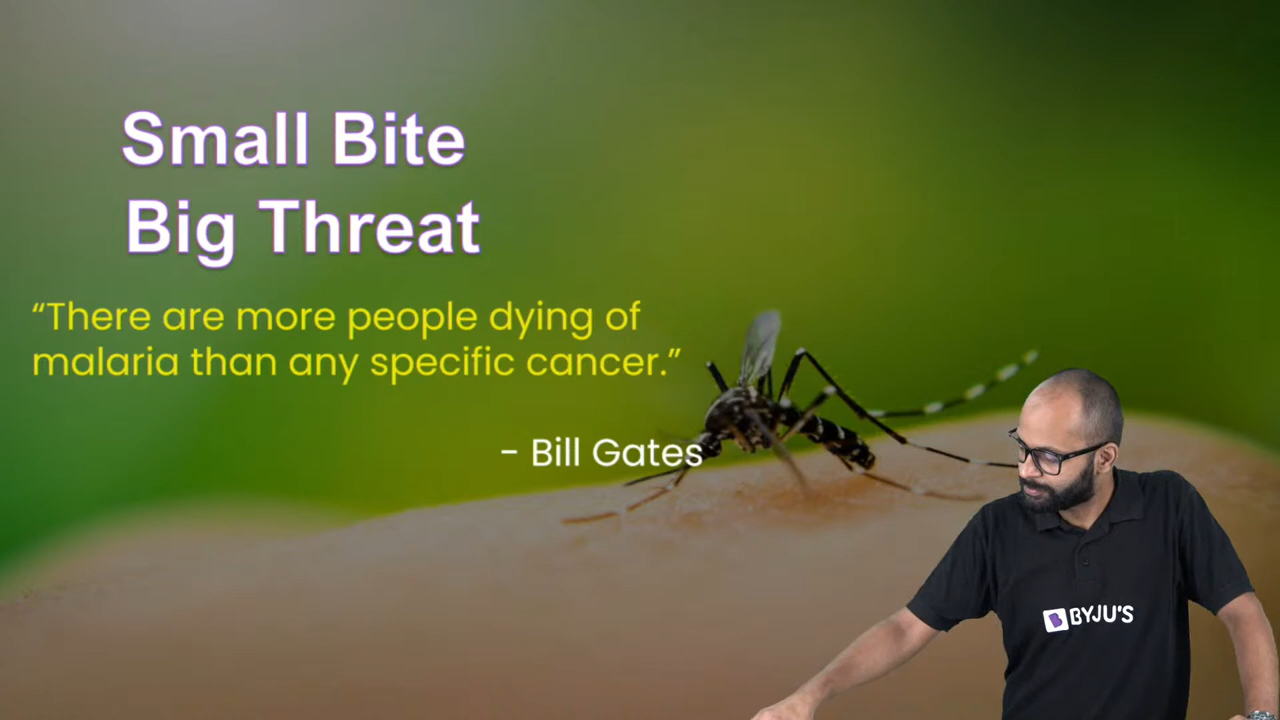 Small Bite
Big Threat
“There are more people dying of
malaria than any specific cancer.”
- Bill Gates
BYJU'S